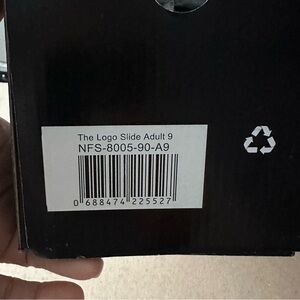 The Logo Slide Adult 9
NFS-8005-90-A9
0 688474 225527